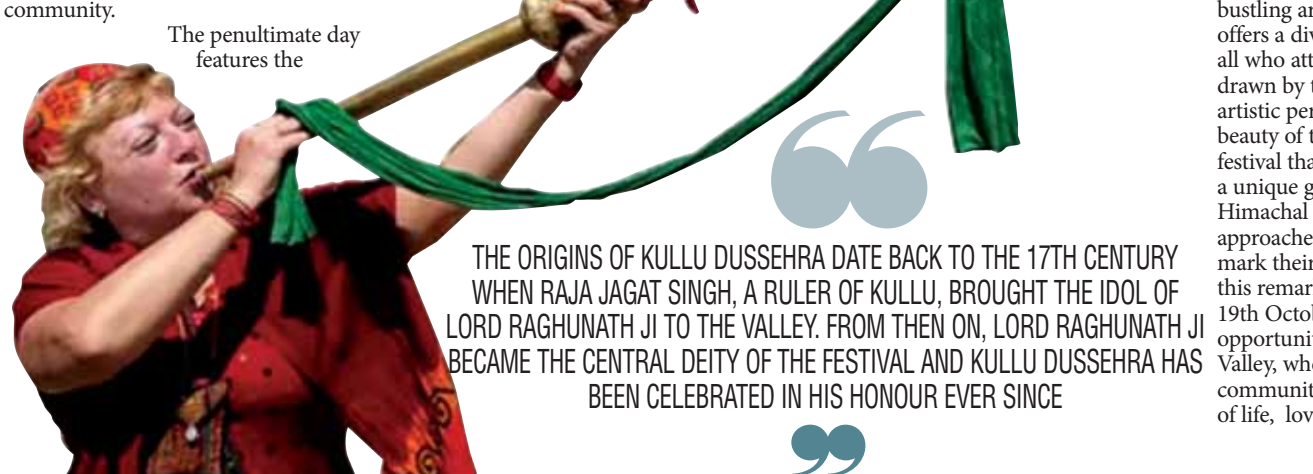 community.
The penultimate day
features the
THE ORIGINS OF KULLU DUSSEHRA DATE BACK TO THE 17TH CENTURY
WHEN RAJA JAGAT SINGH, A RULER OF KULLU, BROUGHT THE IDOL OF
LORD RAGHUNATH JI TO THE VALLEY. FROM THEN ON, LORD RAGHUNATH JI
BECAME THE CENTRAL DEITY OF THE FESTIVAL AND KULLU DUSSEHRA HAS
BEEN CELEBRATED IN HIS HONOUR EVER SINCE
bustling an
offers a div
all who att
drawn by t
artistic per
beauty of t
festival tha
a unique g
Himachal
approache
mark their
this remar
19th Octob
opportuni
Valley, who
communit
of life, lov